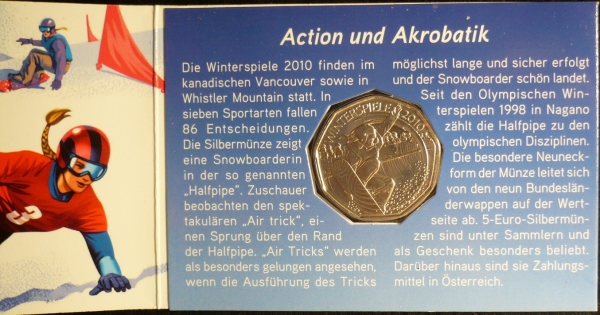 Action und Akrobatik
Die Winterspiele 2010 finden im
kanadischen Vancouver sowie in
Whistler Mountain statt. In
sieben Sportarten fallen
86 Entscheidungen.
Die Silbermünze zeigt
eine Snowboarderin
in der so genannten
„Halfpipe". Zuschauer
beobachten den spek-
takulären „Air trick", ei-
nen Sprung über den Rand
der Halfpipe. „Air Tricks" werden
als besonders gelungen angesehen,
wenn die Ausführung des Tricks
möglichst lange und sicher erfolgt
und der Snowboarder schön landet.
Seit den Olympischen Win-
terspielen 1998 in Nagano
zählt die Halfpipe zu den
olympischen Disziplinen.
Die besondere Neuneck-
form der Münze leitet sich
von den neun Bundeslän-
derwappen auf der Wert-
seite ab. 5-Euro-Silbermün-
zen sind unter Sammlern und
als Geschenk besonders beliebt.
Darüber hinaus sind sie Zahlungs-
mittel in Österreich.
WINTERSPIELE 2010
3